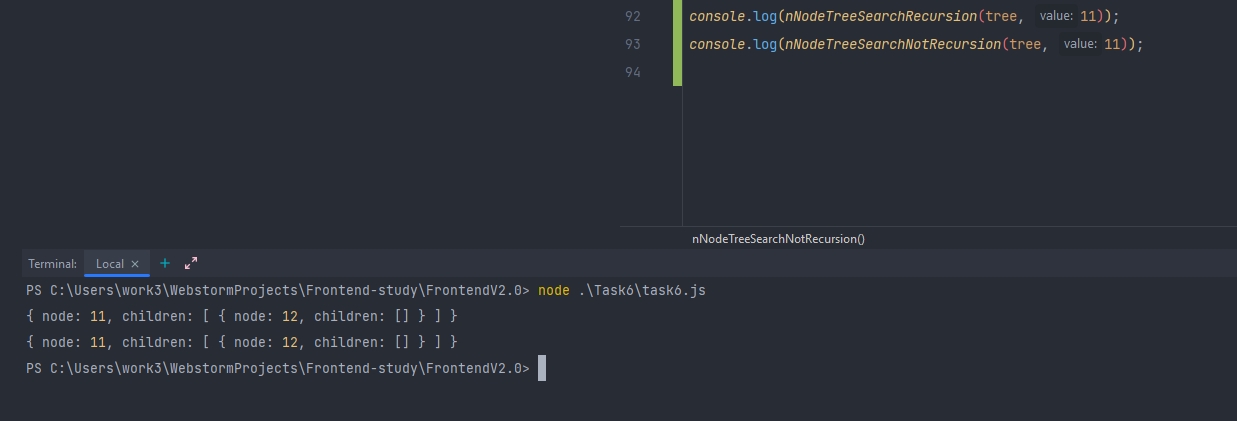 92 console.log(nNodeTreeSearchRecursion(tree, value: 11));
93 console.log(nNodeTreeSearchNotRecursion(tree, value: 11));
94
nNodeTreeSearchNotRecursion()
Terminal: Local × +
PS C:\Users\work3\WebstormProjects\Frontend-study\FrontendV2.0> node .\Task6\task6.js
{ node: 11, children: [ { node: 12, children: [] } ] }
{ node: 11, children: [ { node: 12, children: [] } ] }
PS C:\Users\work3\WebstormProjects\Frontend-study\FrontendV2.0>